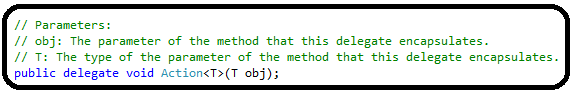 // Parameters:
// obj: The parameter of the method that this delegate encapsulates.
// T: The type of the parameter of the method that this delegate encapsulates.
public delegate void Action<T>(T obj);